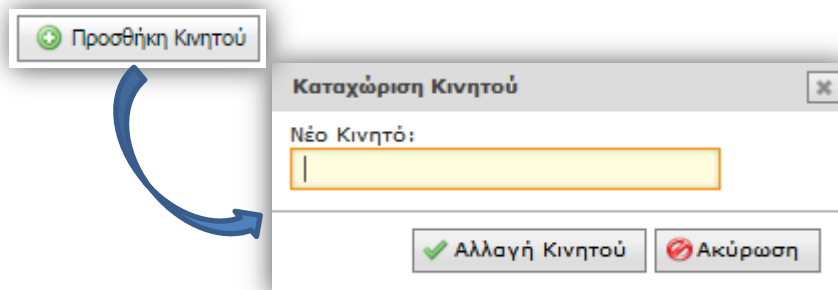 Προσθήκη Κινητού
Καταχώριση Κινητού
Νέο Κινητό:
Αλλαγή Κινητού Ακύρωση